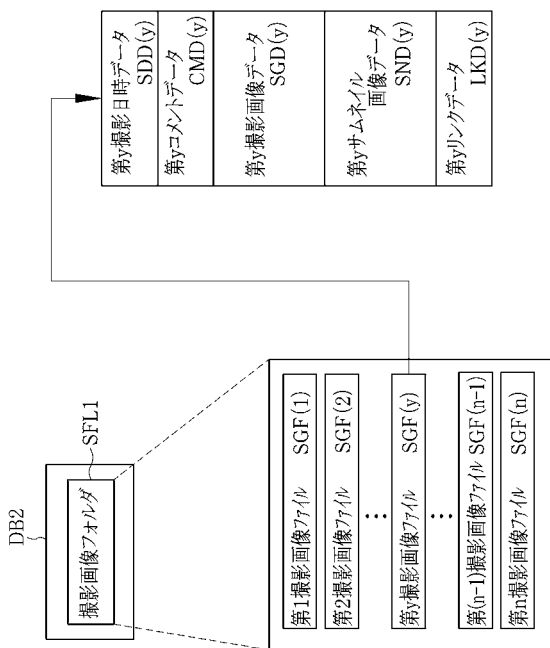 DB2
SFL1
撮影画像フォルダ
第1撮影画像ファイル SGF(1)
第2撮影画像ファイル SGF(2)
•••
第y撮影画像ファイル SGF(y)
•••
第(n-1)撮影画像ファイル SGF(n-1)
第n撮影画像ファイル SGF(n)
第y撮影日時データ
SDD(y)
第yコメントデータ
CMD(y)
第y撮影画像データ
SGD(y)
第yサムネイル
画像データ
SND(y)
第yリンクデータ
LKD(y)